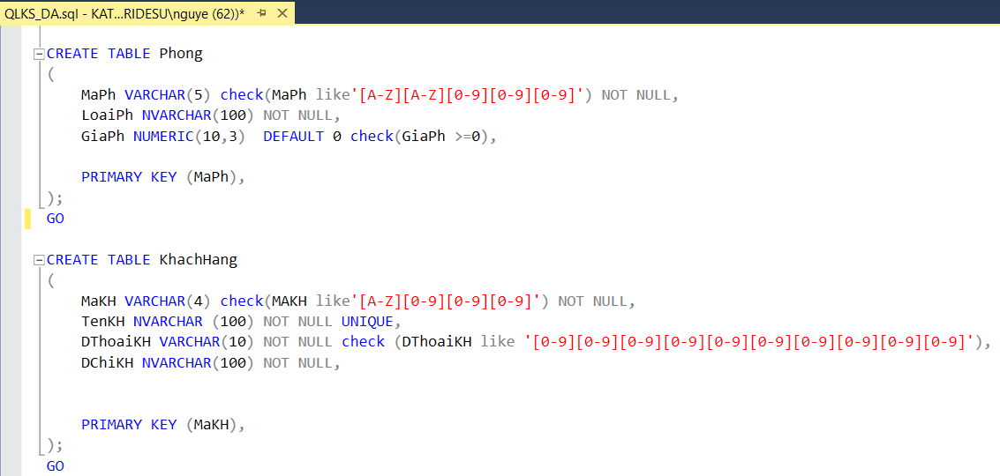 QLKS_DA.sql - KAT...RIDESU\nguye (62))*
CREATE TABLE Phong
(
MaPh VARCHAR(5) check(MaPh like'[A-Z][A-Z][0-9][0-9][0-9]') NOT NULL,
LoaiPh NVARCHAR(100) NOT NULL,
GiaPh NUMERIC(10,3)  DEFAULT 0 check(GiaPh >=0),
PRIMARY KEY (MaPh),
);
GO
CREATE TABLE KhachHang
(
MaKH VARCHAR(4) check(MAKH like'[A-Z][0-9][0-9][0-9]') NOT NULL,
TenKH NVARCHAR (100) NOT NULL UNIQUE,
DThoaiKH VARCHAR(10) NOT NULL check (DThoaiKH like '[0-9][0-9][0-9][0-9][0-9][0-9][0-9][0-9][0-9][0-9]'),
DChiKH NVARCHAR(100) NOT NULL,
PRIMARY KEY (MaKH),
);
GO